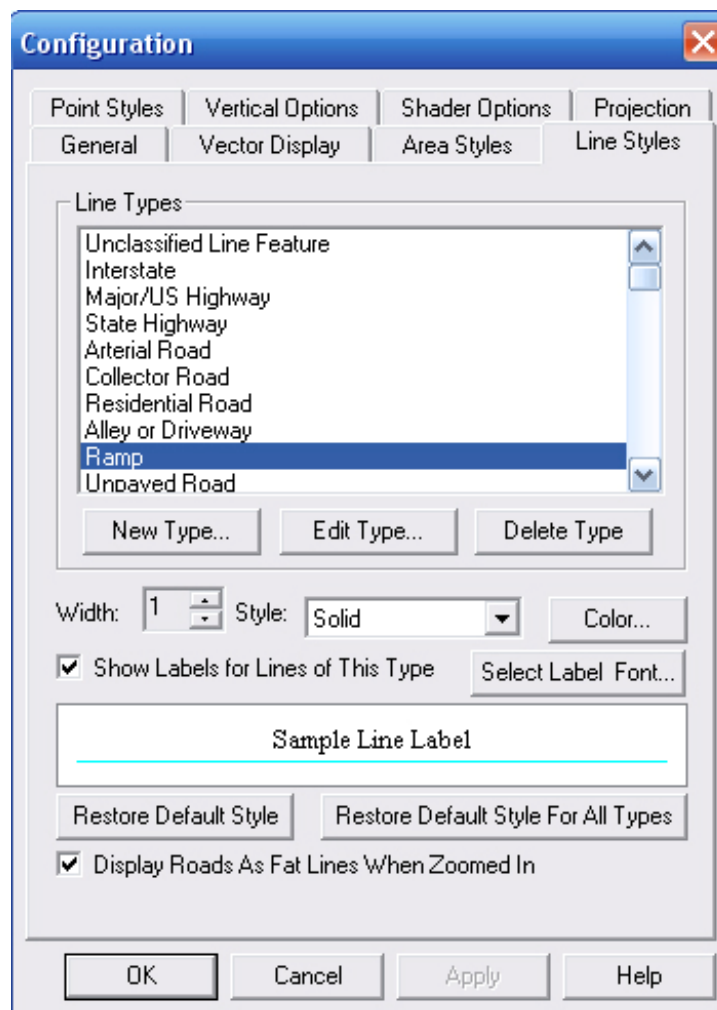 Configuration
Point Styles Vertical Options Shader Options Projection
General Vector Display Area Styles Line Styles
Line Types
Unclassified Line Feature
Interstate
Major/US Highway
State Highway
Arterial Road
Collector Road
Residential Road
Alley or Driveway
Ramp
Unpaved Road
New Type... Edit Type... Delete Type
Width: 1 Style: Solid Color...
Show Labels for Lines of This Type Select Label Font...
Sample Line Label
Restore Default Style Restore Default Style For All Types
Display Roads As Fat Lines When Zoomed In
OK Cancel Apply Help